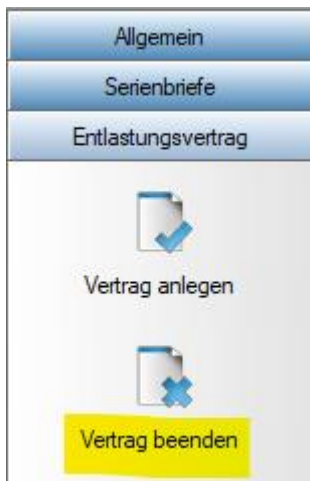 Allgemein
Serienbriefe
Entlastungsvertrag
Vertrag anlegen
Vertrag beenden